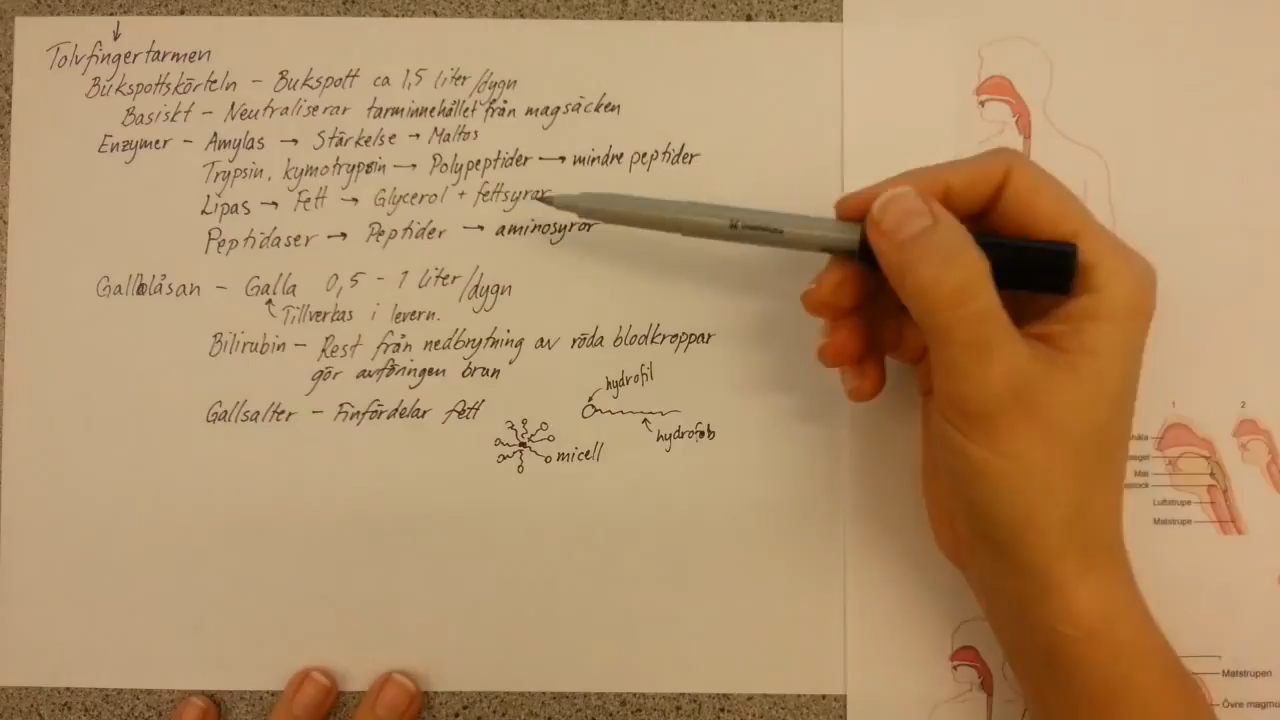 ↓
Tolvfingertarmen
Bukspottskörteln - Bukspott ca 1,5 liter/dygn
Basiskt - Neutraliserar tarminnehållet från magsäcken
Enzymer - Amylas → Stärkelse → Maltos
Trypsin, kymotrypsin → Polypeptider → mindre peptider
Lipas → Fett → Glycerol + fettsyror
Peptidaser → Peptider → aminosyror
Gallblåsan - Galla 0,5 - 1 liter/dygn
Tillverkas i levern.
Bilirubin - Rest från nedbrytning av röda blodkroppar
gör avföringen brun
Gallsalter - Finfördelar fett
hydrofil
hydrofob
micell
1 2
Mat
Luftstrupe
Matstrupe
Matstrupen